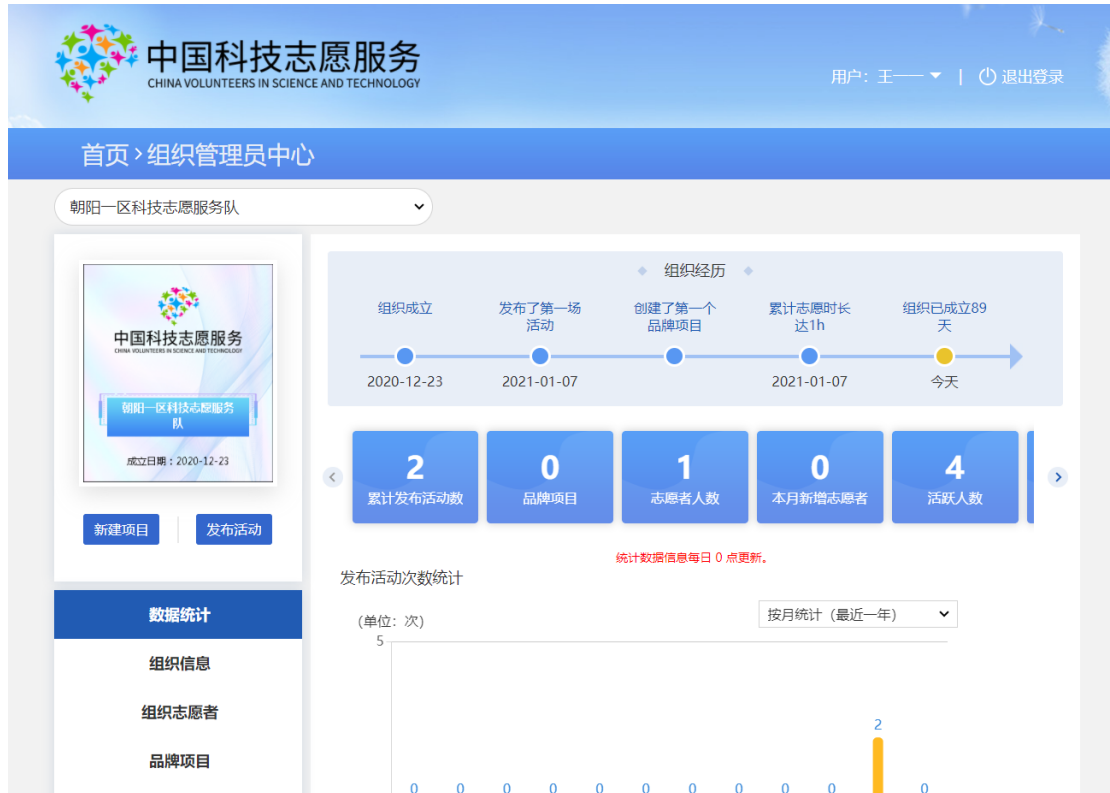 中国科技志愿服务
CHINA VOLUNTEERS IN SCIENCE AND TECHNOLOGY
用户：王一一 | 退出登录
首页›组织管理员中心
朝阳一区科技志愿服务队
中国科技志愿服务
CHINA VOLUNTEERS IN SCIENCE AND TECHNOLOGY
朝阳一区科技志愿服务
队
成立日期：2020-12-23
新建项目 发布活动
数据统计
组织信息
组织志愿者
品牌项目
组织经历
组织成立
2020-12-23
发布了第一场
活动
2021-01-07
创建了第一个
品牌项目
累计志愿时长
达1h
2021-01-07
组织已成立89
天
今天
2
累计发布活动数
0
品牌项目
1
志愿者人数
0
本月新增志愿者
4
活跃人数
统计数据信息每日 0 点更新。
发布活动次数统计
(单位：次)
按月统计（最近一年）
5
0 0 0 0 0 0 0 0 0 0 2 0